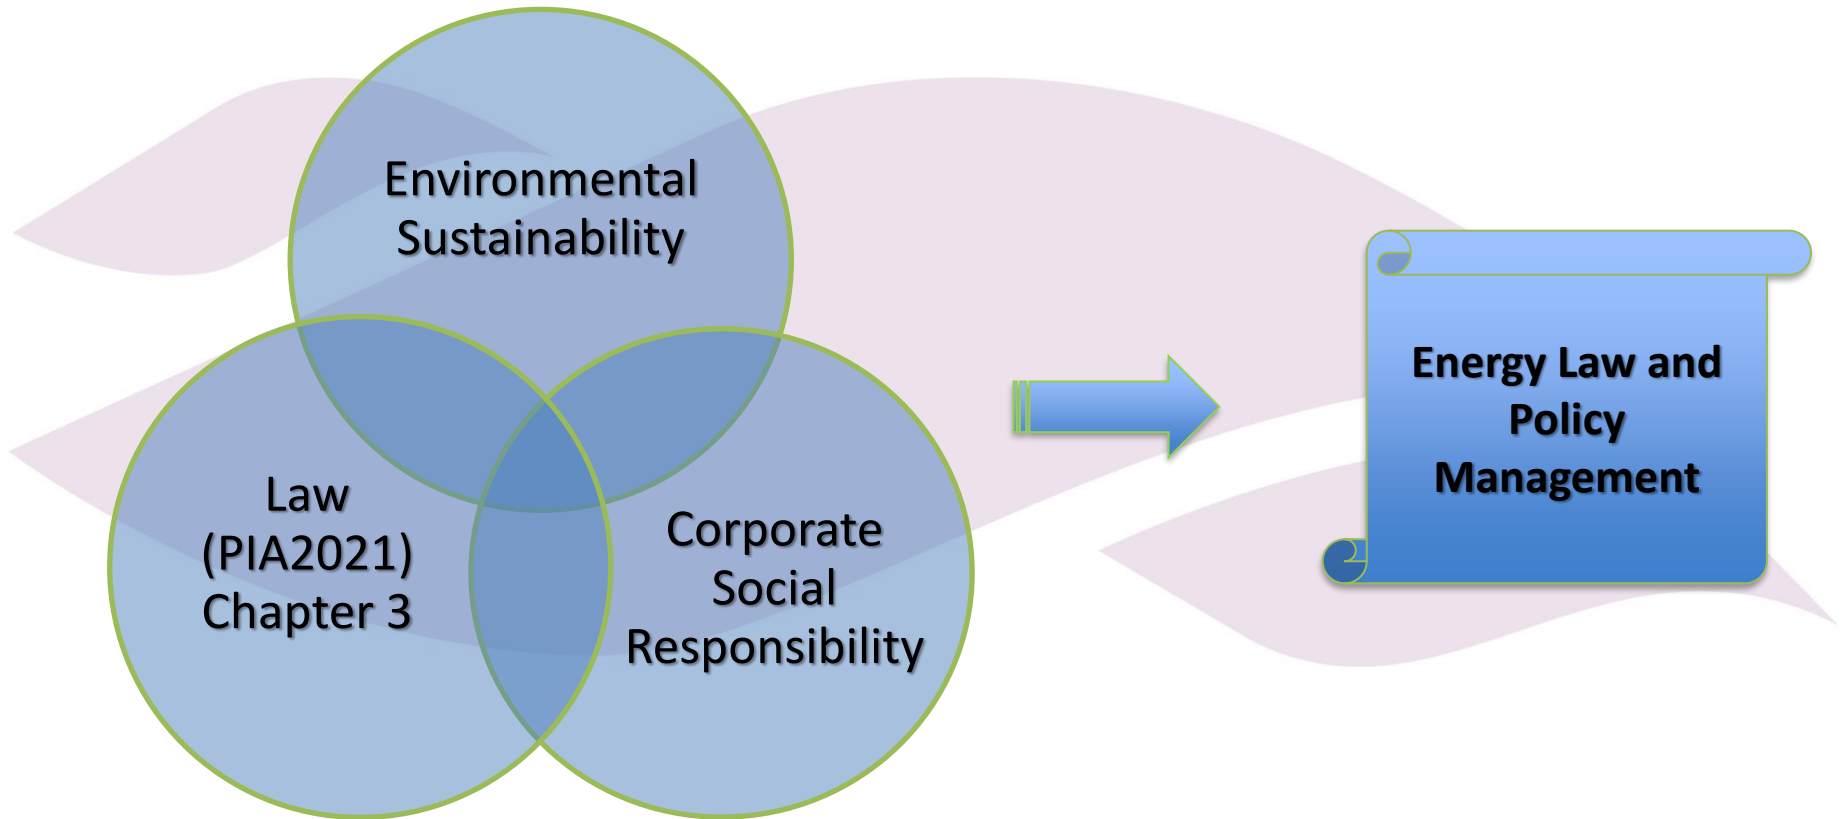 Environmental
Sustainability
Law
(PIA2021)
Chapter 3
Corporate
Social
Responsibility
Energy Law and
Policy
Management